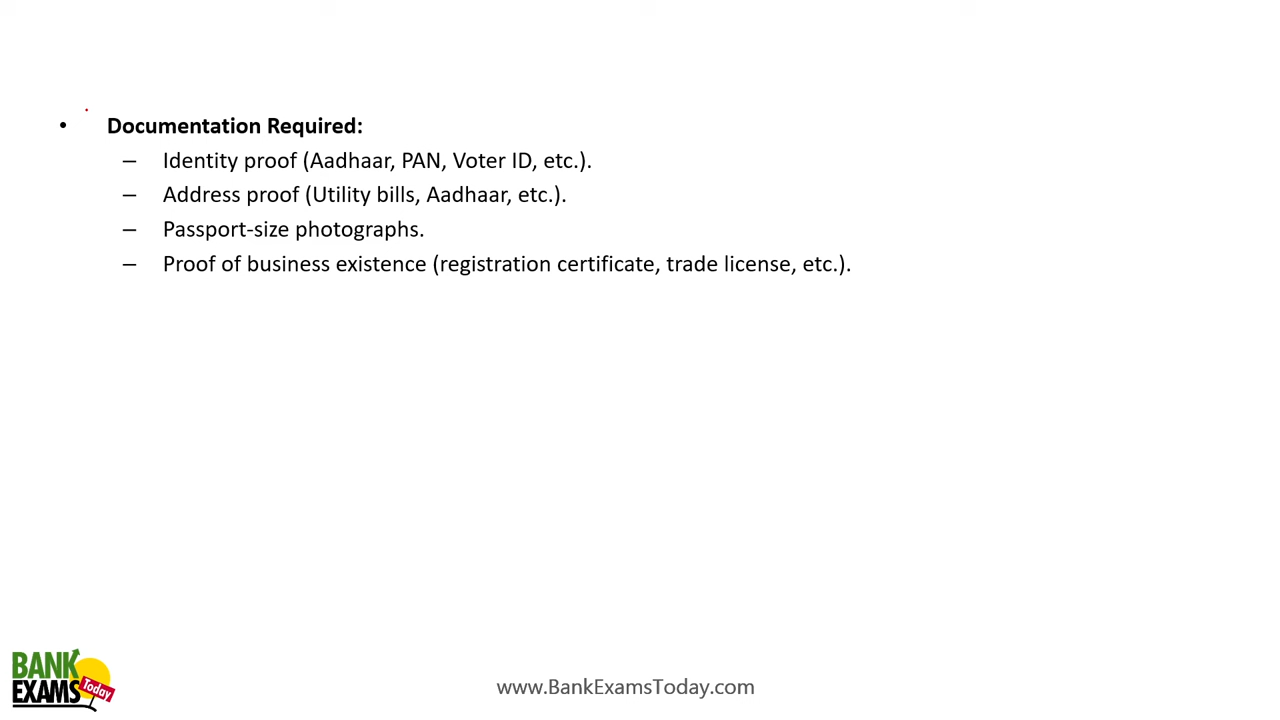 • Documentation Required:
– Identity proof (Aadhaar, PAN, Voter ID, etc.).
– Address proof (Utility bills, Aadhaar, etc.).
– Passport-size photographs.
– Proof of business existence (registration certificate, trade license, etc.).
BANK
EXAMS Today
www.BankExamsToday.com